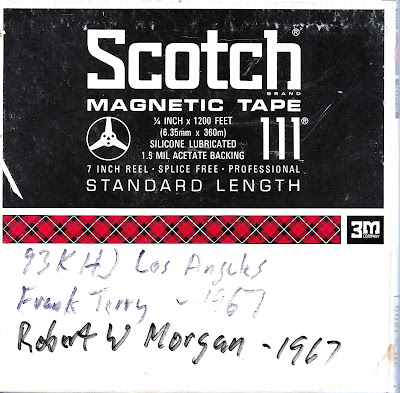 Scotch®
BRAND
MAGNETIC TAPE
¼ INCH x 1200 FEET
(6.35mm x 360m)
SILICONE LUBRICATED
1.5 MIL ACETATE BACKING
111®
7 INCH REEL · SPLICE FREE · PROFESSIONAL
STANDARD LENGTH
3M
COMPANY
93KHJ Los Angeles
Frank Terry - 1967
Robert W Morgan - 1967